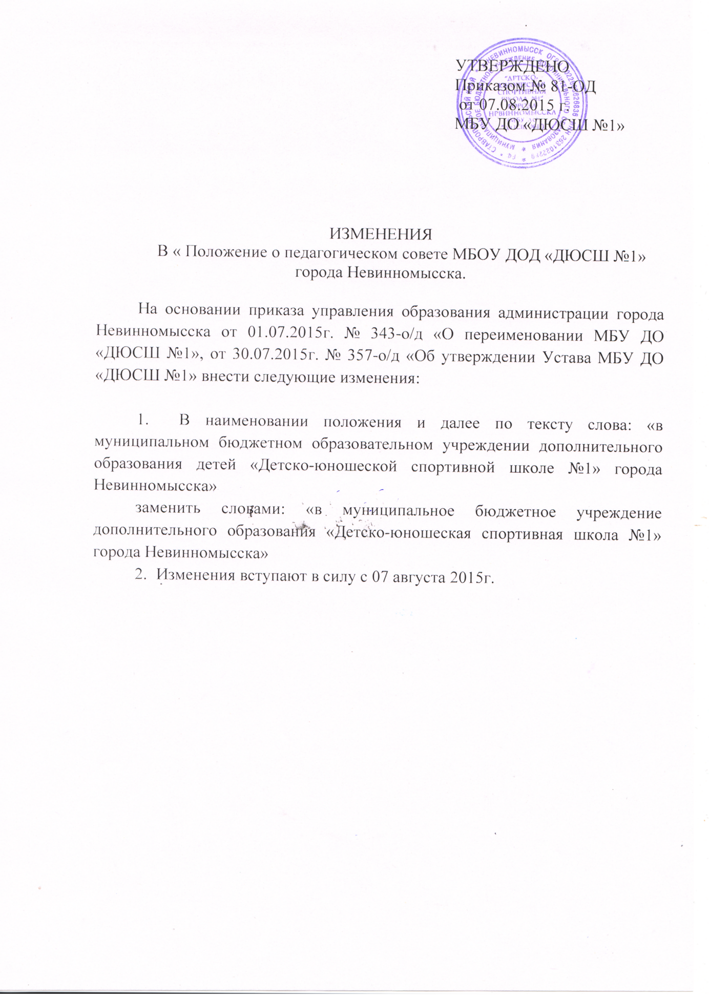 УТВЕРЖДЕНО
Приказом № 81-ОД
от 07.08.2015 г.
МБУ ДО «ДЮСШ №1»
ИЗМЕНЕНИЯ
В « Положение о педагогическом совете МБОУ ДОД «ДЮСШ №1»
города Невинномысска.
На основании приказа управления образования администрации города
Невинномысска от 01.07.2015г. № 343-о/д «О переименовании МБУ ДО
«ДЮСШ №1», от 30.07.2015г. № 357-о/д «Об утверждении Устава МБУ ДО
«ДЮСШ №1» внести следующие изменения:
1. В наименовании положения и далее по тексту слова: «в
муниципальном бюджетном образовательном учреждении дополнительного
образования детей «Детско-юношеской спортивной школе №1» города
Невинномысска»
заменить словами: «в муниципальное бюджетное учреждение
дополнительного образования «Детско-юношеская спортивная школа №1»
города Невинномысска»
2. Изменения вступают в силу с 07 августа 2015г.